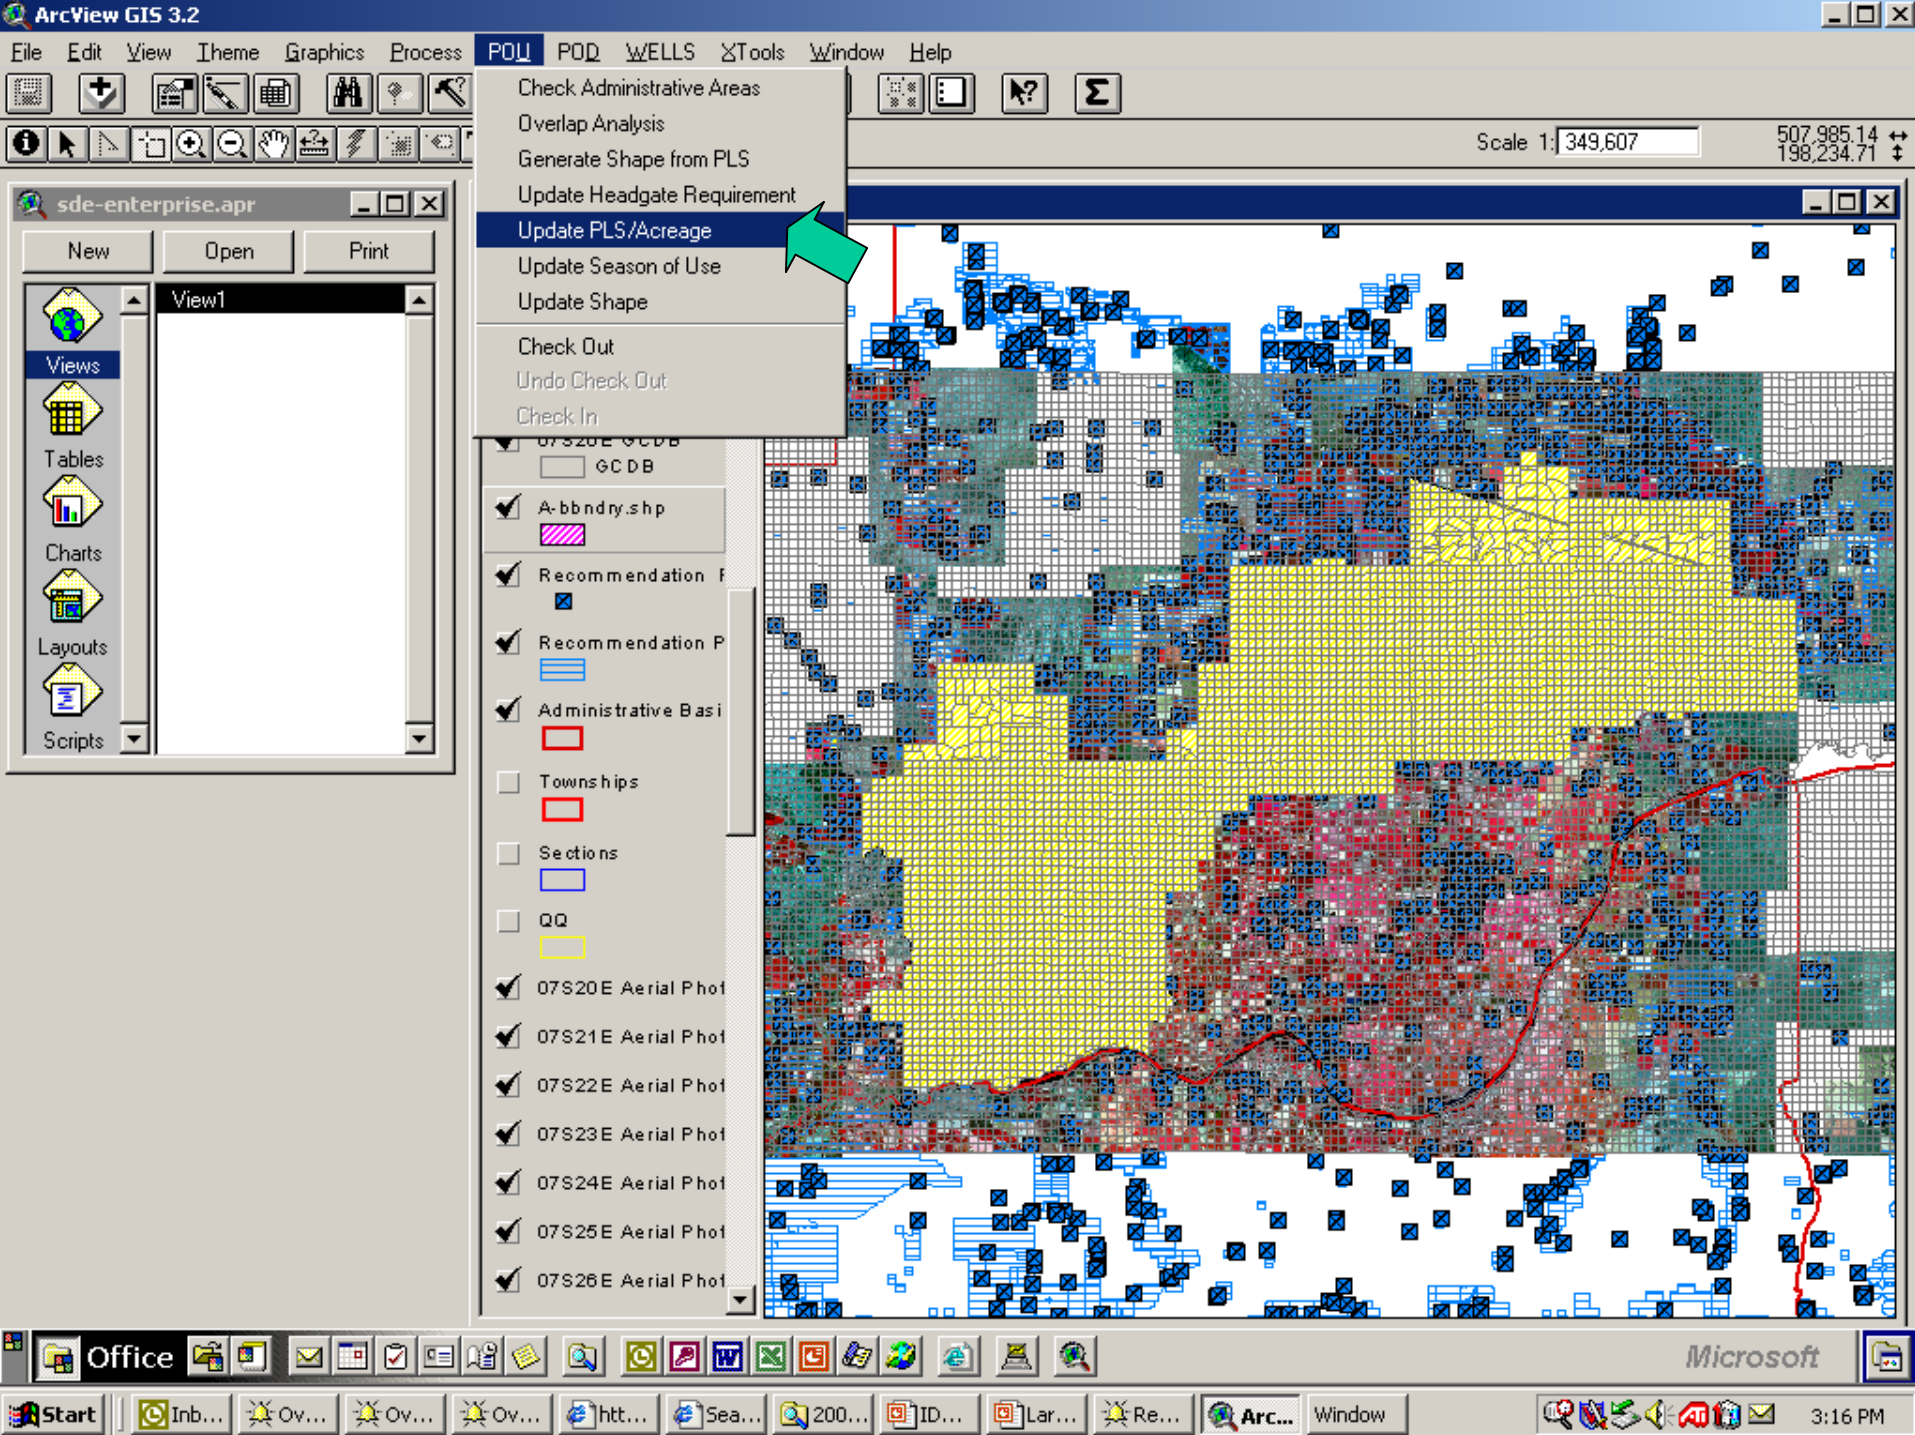 ArcView GIS 3.2
File Edit View Theme Graphics Process POU POD WELLS XTools Window Help
Check Administrative Areas
Overlap Analysis
Generate Shape from PLS
Update Headgate Requirement
Update PLS/Acreage
Update Season of Use
Update Shape
Check Out
Undo Check Out
Check In
Scale 1: 349,607
507,985.14
198,234.71
sde-enterprise.apr
New Open Print
View1
Views
Tables
Charts
Layouts
Scripts
07S20E GCDB
GCDB
A-bbndry.shp
Recommendation
Recommendation P
Administrative Basi
Townships
Sections
QQ
07S20E Aerial Phot
07S21E Aerial Phot
07S22E Aerial Phot
07S23E Aerial Phot
07S24E Aerial Phot
07S25E Aerial Phot
07S26E Aerial Phot
Office
Microsoft
Start Inb... Ov... Ov... Ov... htt... Sea... 200... ID... Lar... Re... Arc... Window 3:16 PM